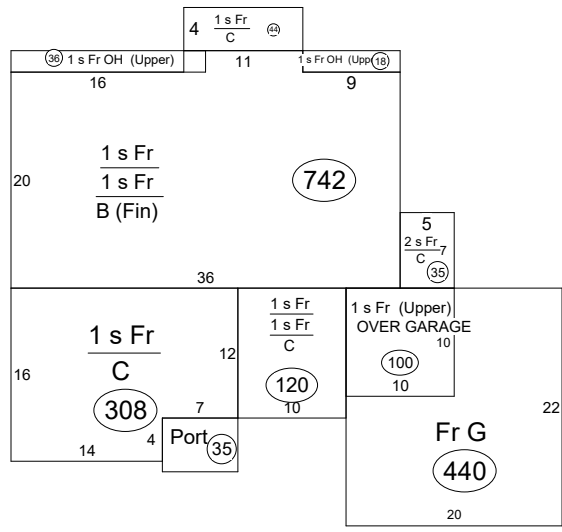 4
1 s Fr
C
44
36 1 s Fr OH (Upper)
11
1 s Fr OH (Upp
18
16
9
20
1 s Fr
1 s Fr
B (Fin)
742
5
2 s Fr
C
7
35
36
1 s Fr
C
308
16
12
7
4
14
Port
35
1 s Fr
1 s Fr
C
120
10
1 s Fr (Upper)
OVER GARAGE
10
100
10
Fr G
440
22
20